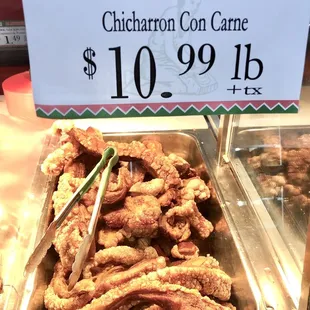 Chicharron Con Carne
$ 10.99 lb
+tx